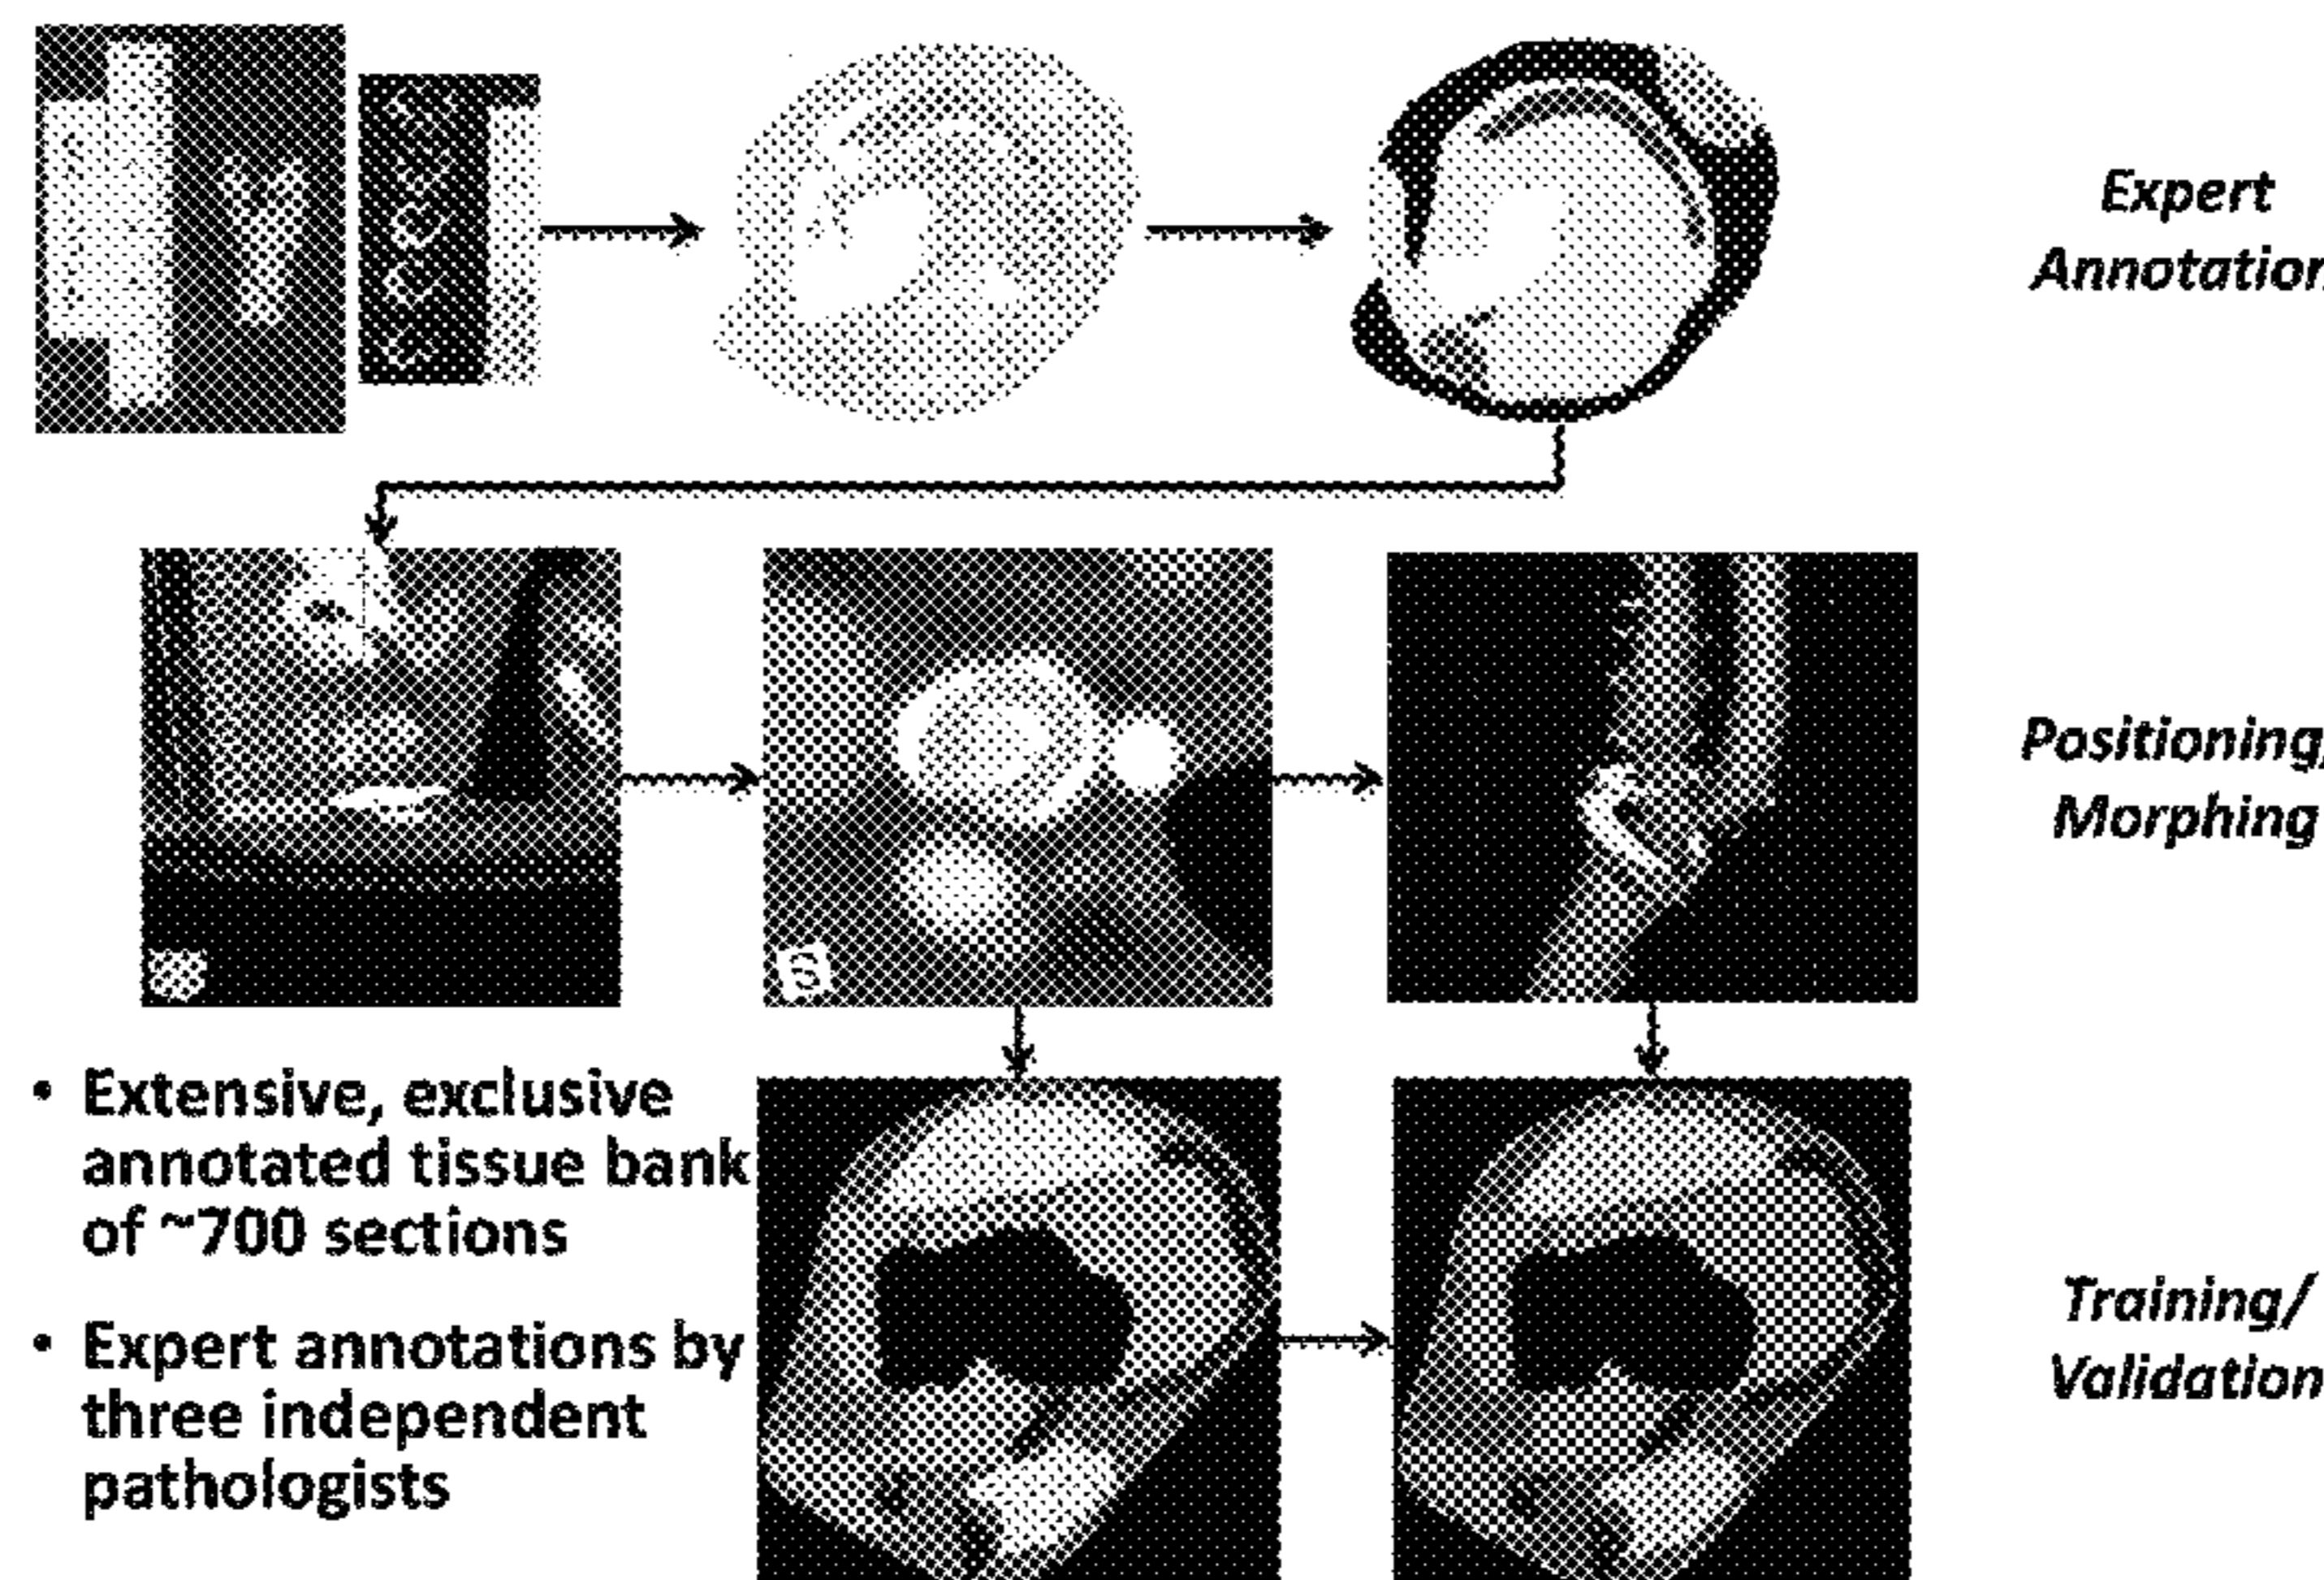 Expert
Annotation
Positioning/
Morphing
• Extensive, exclusive
annotated tissue bank
of ~700 sections
• Expert annotations by
three independent
pathologists
Training/
Validation